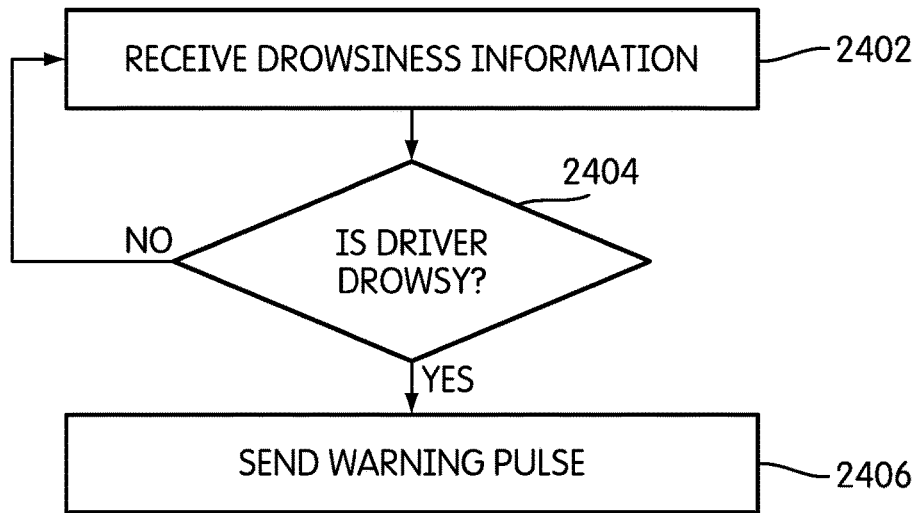 RECEIVE DROWSINESS INFORMATION
2402
2404
NO
IS DRIVER
DROWSY?
YES
SEND WARNING PULSE
2406